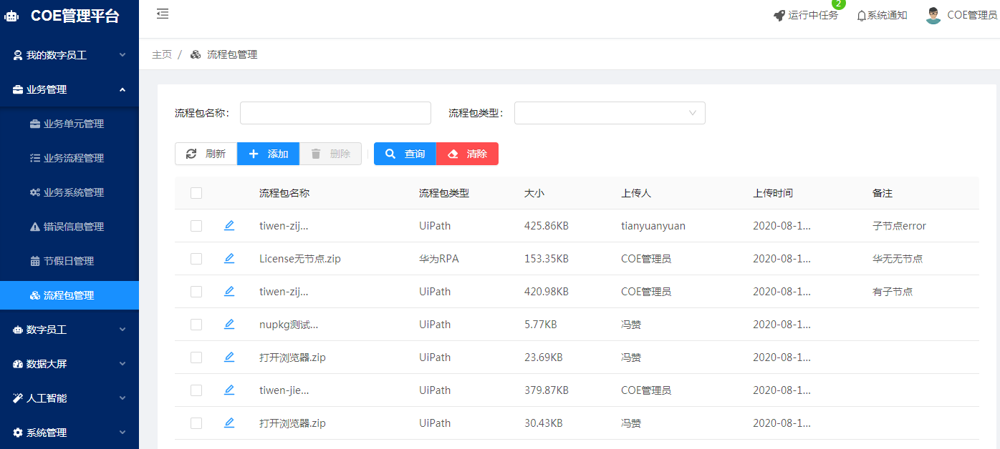 COE管理平台
我的数字员工
业务管理
业务单元管理
业务流程管理
业务系统管理
错误信息管理
节假日管理
流程包管理
数字员工
数据大屏
人工智能
系统管理
运行中任务 2 系统通知 COE管理员
主页 / 流程包管理
流程包名称： 流程包类型：
刷新 添加 删除 查询 清除
流程包名称 流程包类型 大小 上传人 上传时间 备注
tiwen-zij... UiPath 425.86KB tianyuanyuan 2020-08-1... 子节点error
License无节点.zip 华为RPA 153.35KB COE管理员 2020-08-1... 华无无节点
tiwen-zij... UiPath 420.98KB COE管理员 2020-08-1... 有子节点
nupkg测试... UiPath 5.77KB 冯赞 2020-08-1...
打开浏览器.zip UiPath 23.69KB 冯赞 2020-08-1...
tiwen-jie... UiPath 379.87KB COE管理员 2020-08-1...
打开浏览器.zip UiPath 30.43KB 冯赞 2020-08-1...